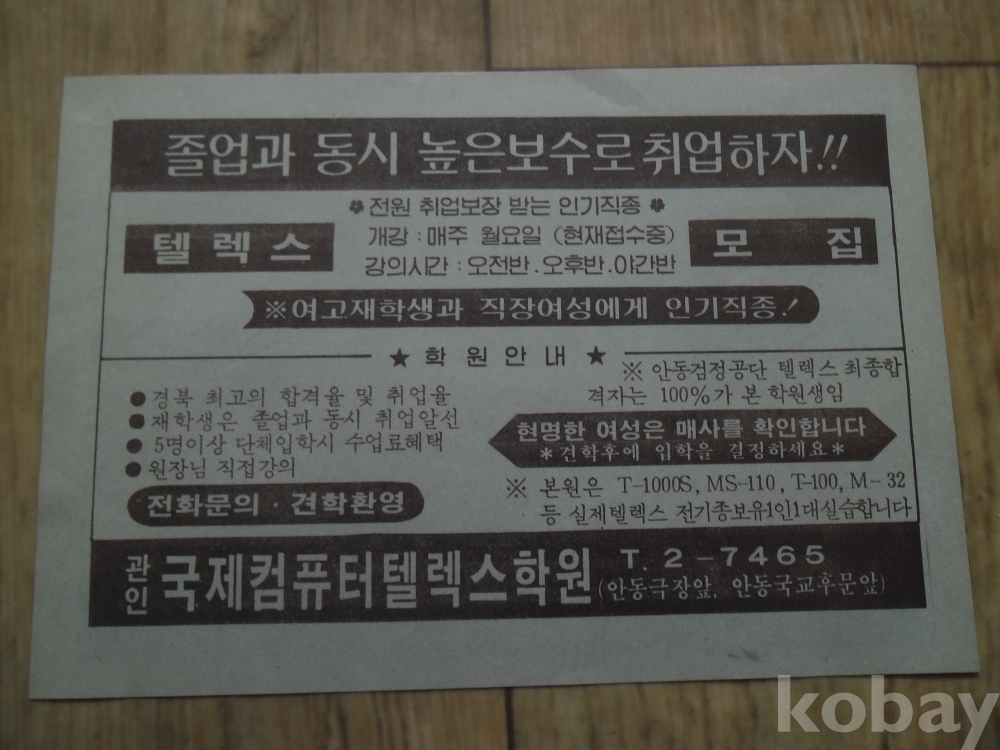 졸업과 동시 높은보수로 취업하자!!
전원 취업보장 받는 인기직종
텔렉스
개강 : 매주 월요일 (현재접수중)
강의시간 : 오전반 . 오후반 . 야간반
모 집
※여고재학생과 직장여성에게 인기직종!
★ 학 원 안 내 ★
● 경북 최고의 합격율 및 취업율
● 재학생은 졸업과 동시 취업알선
● 5명이상 단체입학시 수업료혜택
● 원장님 직접강의
전화문의 · 견학환영
※ 안동검정공단 텔렉스 최종합
격자는 100%가 본 학원생임
현명한 여성은 매사를 확인합니다
*견학후에 입학을 결정하세요*
※ 본원은 T-1000S, MS-110, T-100, M-32
등 실제텔렉스 전기종보유1인1대실습합니다
관인 국제컴퓨터텔렉스학원
T. 2-7465
(안동극장앞, 안동국교후문앞)
kobay